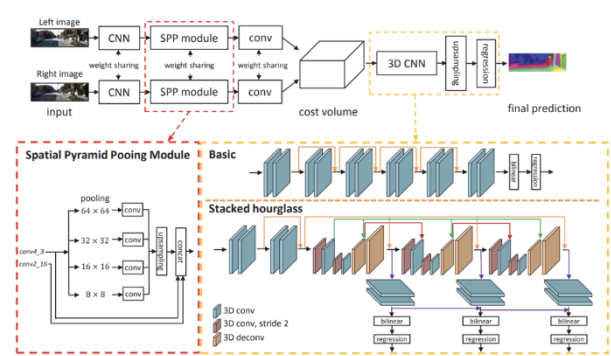 Left image
CNN
SPP module
conv
weight sharing
weight sharing
weight sharing
Right image
CNN
SPP module
conv
input
cost volume
3D CNN
upsampling
regression
final prediction
Spatial Pyramid Pooing Module
pooling
64 × 64
conv
32 × 32
conv
16 × 16
conv
8 × 8
conv
conv4_3
conv2_16
upsampling
concat
Basic
bilinear
regression
Stacked hourglass
3D conv
3D conv, stride 2
3D deconv
bilinear
bilinear
bilinear
regression
regression
regression